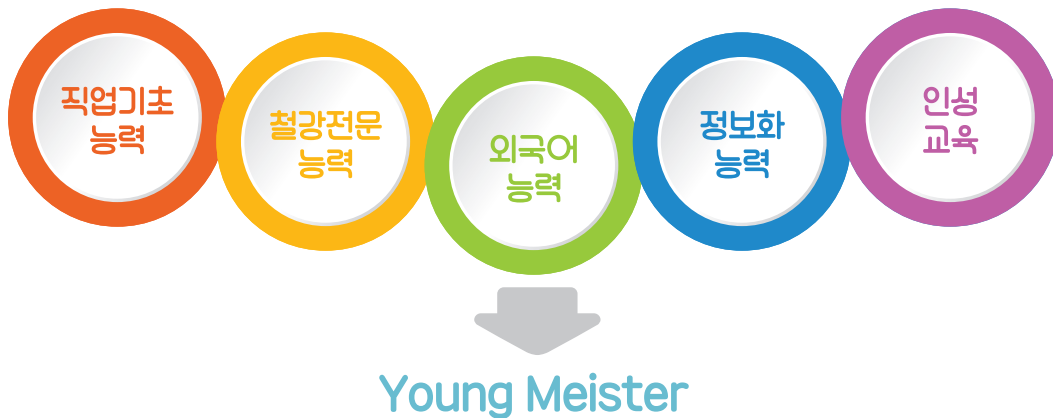 직업기초
능력
철강전문
능력
외국어
능력
정보화
능력
인성
교육
Young Meister